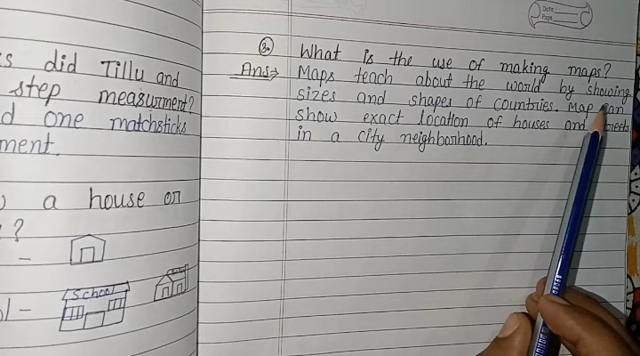 Date
Page
s did Tillu and
step measurment?
d one matchsticks
ment.
a house on
?
School
3. What is the use of making maps?
Ans → Maps teach about the world by showing
sizes and shapes of countries. Map can
show exact location of houses and streets
in a city neighborhood.